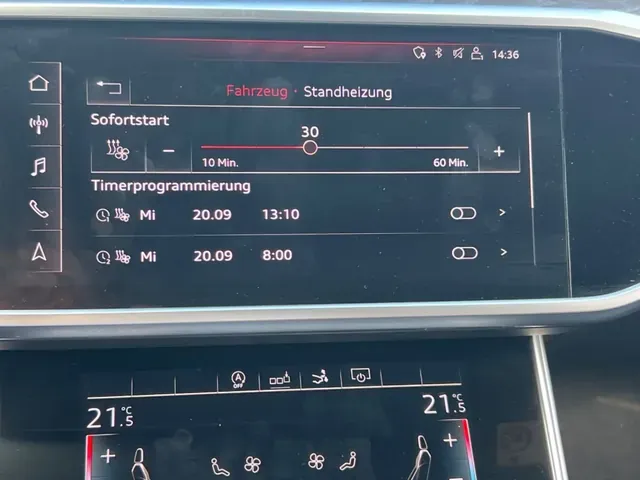 14:36
Fahrzeug · Standheizung
Sofortstart
30
− +
10 Min. 60 Min.
Timerprogrammierung
Mi 20.09 13:10 >
Mi 20.09 8:00 >
A
OFF
21.5 °C 21.5 °C
+ +
−